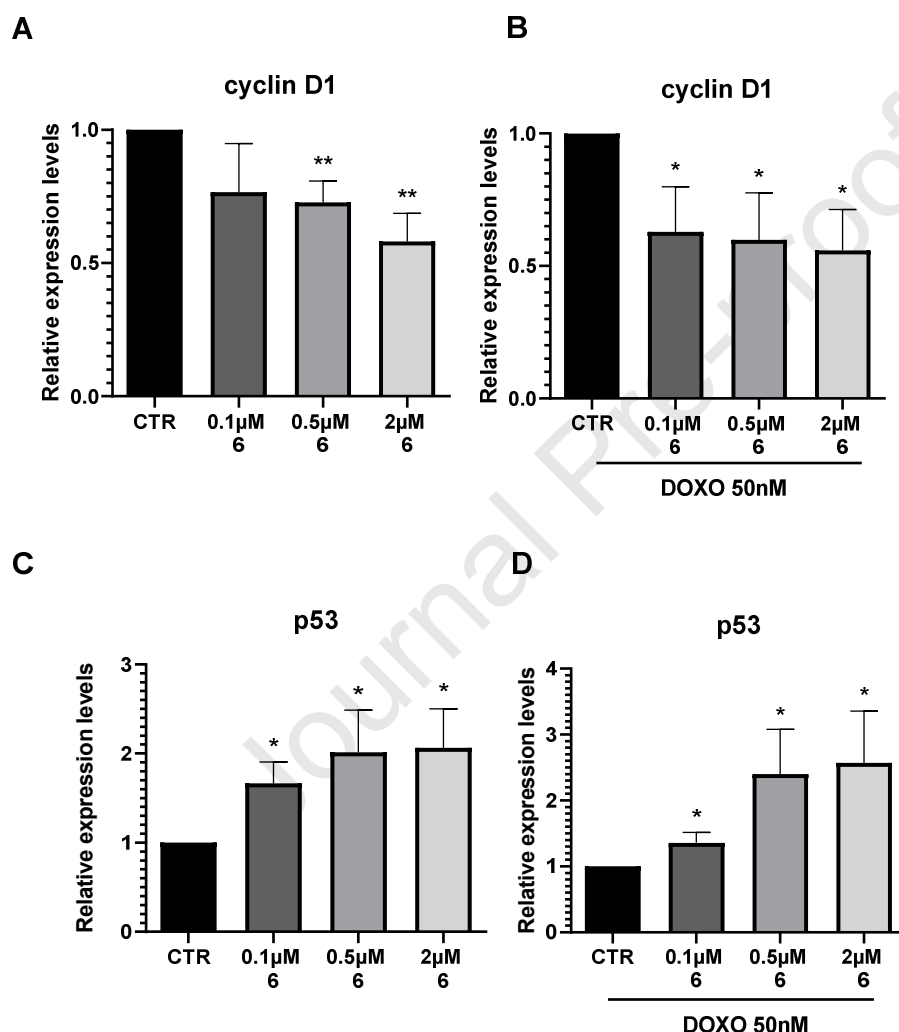 A
cyclin D1
Relative expression levels
1.0
0.5
0.0
CTR
0.1µM
6
0.5µM
6
2µM
6
**
**
B
cyclin D1
Relative expression levels
1.0
0.5
0.0
CTR
0.1µM
6
0.5µM
6
2µM
6
*
*
*
DOXO 50nM
C
p53
Relative expression levels
3
2
1
0
CTR
0.1µM
6
0.5µM
6
2µM
6
*
*
*
D
p53
Relative expression levels
4
3
2
1
0
CTR
0.1µM
6
0.5µM
6
2µM
6
*
*
*
DOXO 50nM
Journal Pre-proof